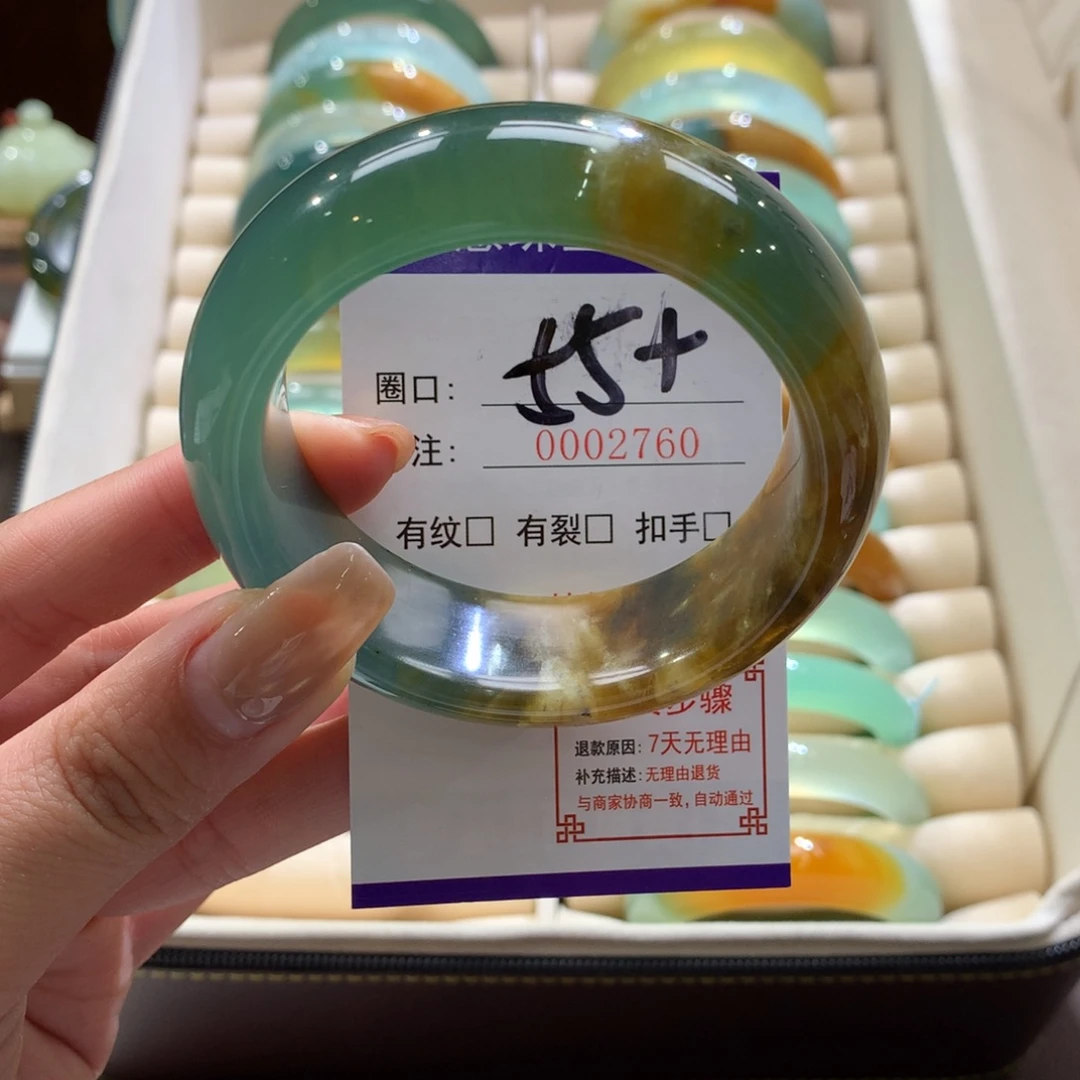 圈口: 55+
注: 0002760
有纹□ 有裂□ 扣手□
步骤
退款原因: 7天无理由
补充描述: 无理由退货
与商家协商一致, 自动通过